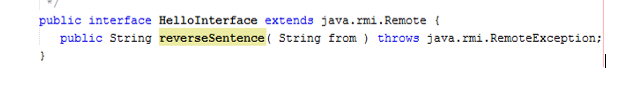 */
public interface HelloInterface extends java.rmi.Remote {
public String reverseSentence( String from ) throws java.rmi.RemoteException;
}